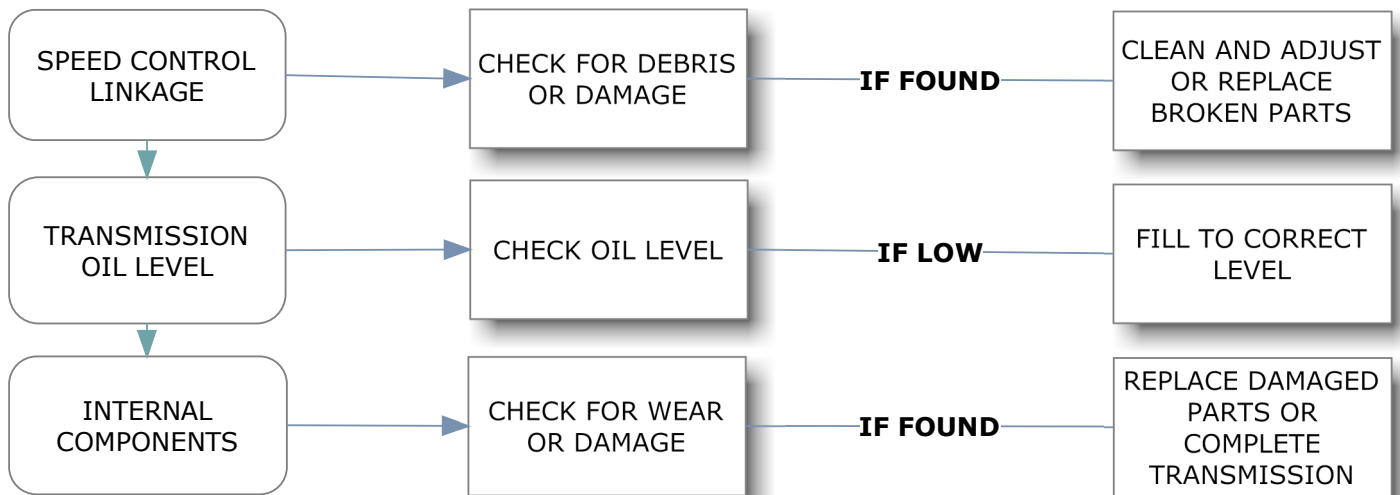 SPEED CONTROL
LINKAGE
CHECK FOR DEBRIS
OR DAMAGE
IF FOUND
CLEAN AND ADJUST
OR REPLACE
BROKEN PARTS
TRANSMISSION
OIL LEVEL
CHECK OIL LEVEL
IF LOW
FILL TO CORRECT
LEVEL
INTERNAL
COMPONENTS
CHECK FOR WEAR
OR DAMAGE
IF FOUND
REPLACE DAMAGED
PARTS OR
COMPLETE
TRANSMISSION